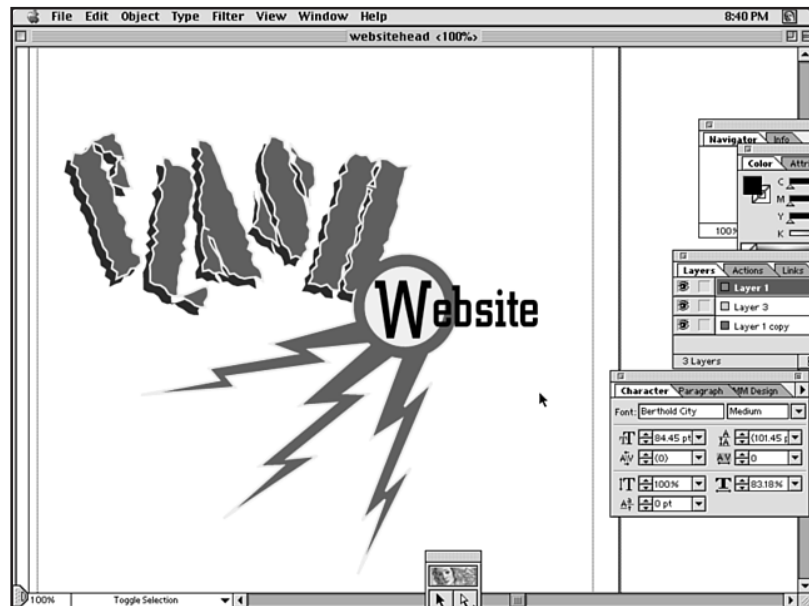 File Edit Object Type Filter View Window Help 8:40 PM
websitehead <100%>
Navigator Info
Color Attri
C
M
Y
K
100%
Layers Actions Links
Layer 1
Layer 3
Layer 1 copy
3 Layers
Website
Character Paragraph MM Design
Font: Berthold City Medium
84.45 pt (101.45 p
(0) 0
100% 83.18%
0 pt
100% Toggle Selection